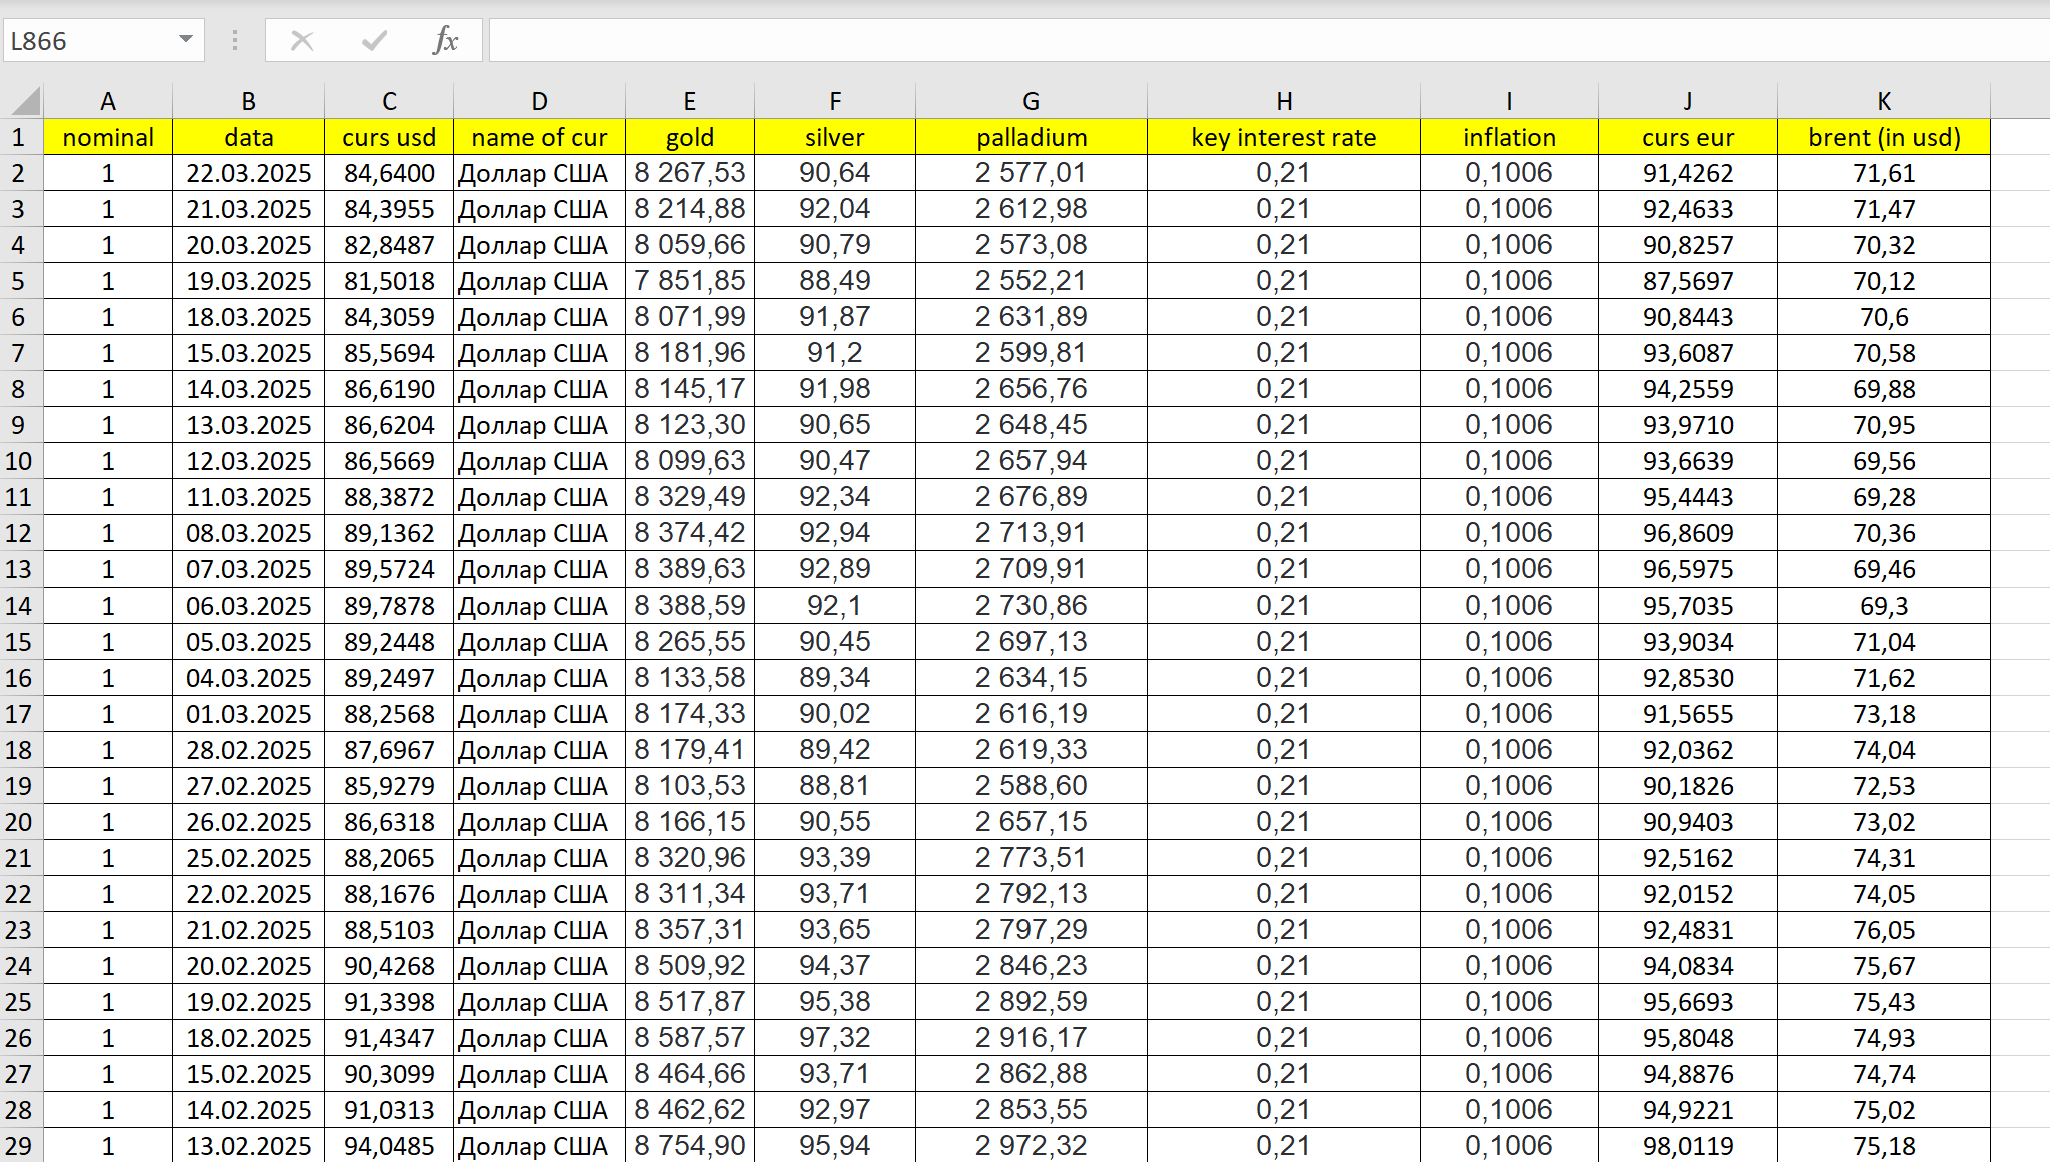 L866 fx
A B C D E F G H I J K
1 nominal data curs usd name of cur gold silver palladium key interest rate inflation curs eur brent (in usd)
2 1 22.03.2025 84,6400 Доллар США 8 267,53 90,64 2 577,01 0,21 0,1006 91,4262 71,61
3 1 21.03.2025 84,3955 Доллар США 8 214,88 92,04 2 612,98 0,21 0,1006 92,4633 71,47
4 1 20.03.2025 82,8487 Доллар США 8 059,66 90,79 2 573,08 0,21 0,1006 90,8257 70,32
5 1 19.03.2025 81,5018 Доллар США 7 851,85 88,49 2 552,21 0,21 0,1006 87,5697 70,12
6 1 18.03.2025 84,3059 Доллар США 8 071,99 91,87 2 631,89 0,21 0,1006 90,8443 70,6
7 1 15.03.2025 85,5694 Доллар США 8 181,96 91,2 2 599,81 0,21 0,1006 93,6087 70,58
8 1 14.03.2025 86,6190 Доллар США 8 145,17 91,98 2 656,76 0,21 0,1006 94,2559 69,88
9 1 13.03.2025 86,6204 Доллар США 8 123,30 90,65 2 648,45 0,21 0,1006 93,9710 70,95
10 1 12.03.2025 86,5669 Доллар США 8 099,63 90,47 2 657,94 0,21 0,1006 93,6639 69,56
11 1 11.03.2025 88,3872 Доллар США 8 329,49 92,34 2 676,89 0,21 0,1006 95,4443 69,28
12 1 08.03.2025 89,1362 Доллар США 8 374,42 92,94 2 713,91 0,21 0,1006 96,8609 70,36
13 1 07.03.2025 89,5724 Доллар США 8 389,63 92,89 2 709,91 0,21 0,1006 96,5975 69,46
14 1 06.03.2025 89,7878 Доллар США 8 388,59 92,1 2 730,86 0,21 0,1006 95,7035 69,3
15 1 05.03.2025 89,2448 Доллар США 8 265,55 90,45 2 697,13 0,21 0,1006 93,9034 71,04
16 1 04.03.2025 89,2497 Доллар США 8 133,58 89,34 2 634,15 0,21 0,1006 92,8530 71,62
17 1 01.03.2025 88,2568 Доллар США 8 174,33 90,02 2 616,19 0,21 0,1006 91,5655 73,18
18 1 28.02.2025 87,6967 Доллар США 8 179,41 89,42 2 619,33 0,21 0,1006 92,0362 74,04
19 1 27.02.2025 85,9279 Доллар США 8 103,53 88,81 2 588,60 0,21 0,1006 90,1826 72,53
20 1 26.02.2025 86,6318 Доллар США 8 166,15 90,55 2 657,15 0,21 0,1006 90,9403 73,02
21 1 25.02.2025 88,2065 Доллар США 8 320,96 93,39 2 773,51 0,21 0,1006 92,5162 74,31
22 1 22.02.2025 88,1676 Доллар США 8 311,34 93,71 2 792,13 0,21 0,1006 92,0152 74,05
23 1 21.02.2025 88,5103 Доллар США 8 357,31 93,65 2 797,29 0,21 0,1006 92,4831 76,05
24 1 20.02.2025 90,4268 Доллар США 8 509,92 94,37 2 846,23 0,21 0,1006 94,0834 75,67
25 1 19.02.2025 91,3398 Доллар США 8 517,87 95,38 2 892,59 0,21 0,1006 95,6693 75,43
26 1 18.02.2025 91,4347 Доллар США 8 587,57 97,32 2 916,17 0,21 0,1006 95,8048 74,93
27 1 15.02.2025 90,3099 Доллар США 8 464,66 93,71 2 862,88 0,21 0,1006 94,8876 74,74
28 1 14.02.2025 91,0313 Доллар США 8 462,62 92,97 2 853,55 0,21 0,1006 94,9221 75,02
29 1 13.02.2025 94,0485 Доллар США 8 754,90 95,94 2 972,32 0,21 0,1006 98,0119 75,18